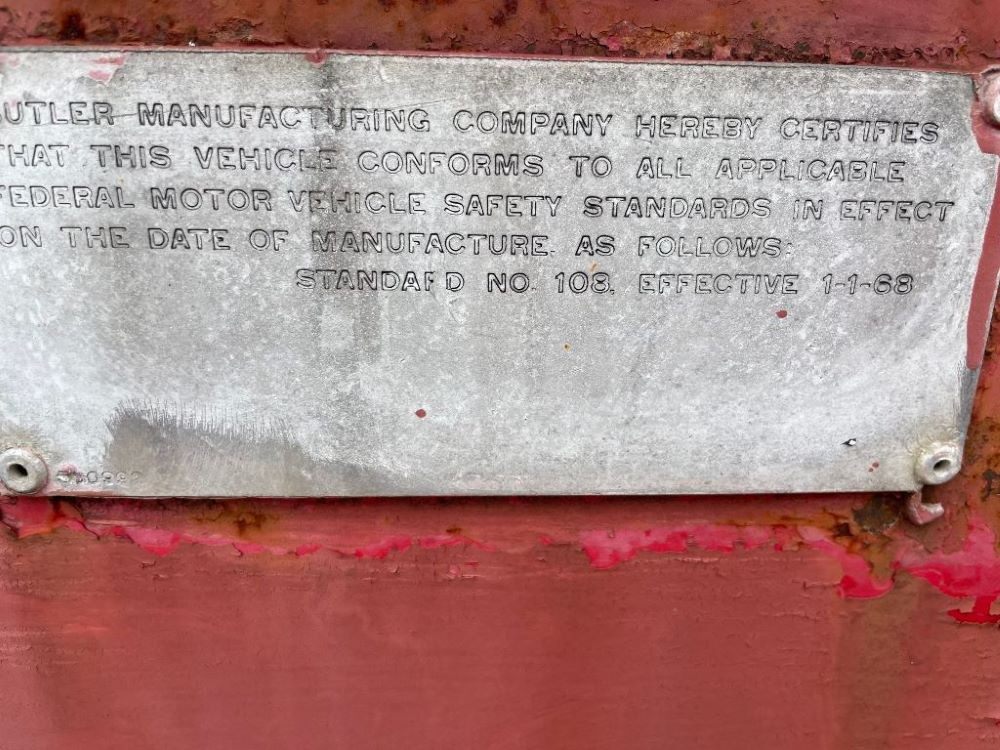 BUTLER MANUFACTURING COMPANY HEREBY CERTIFIES
THAT THIS VEHICLE CONFORMS TO ALL APPLICABLE
FEDERAL MOTOR VEHICLE SAFETY STANDARDS IN EFFECT
ON THE DATE OF MANUFACTURE. AS FOLLOWS:
STANDARD NO. 108, EFFECTIVE 1-1-68